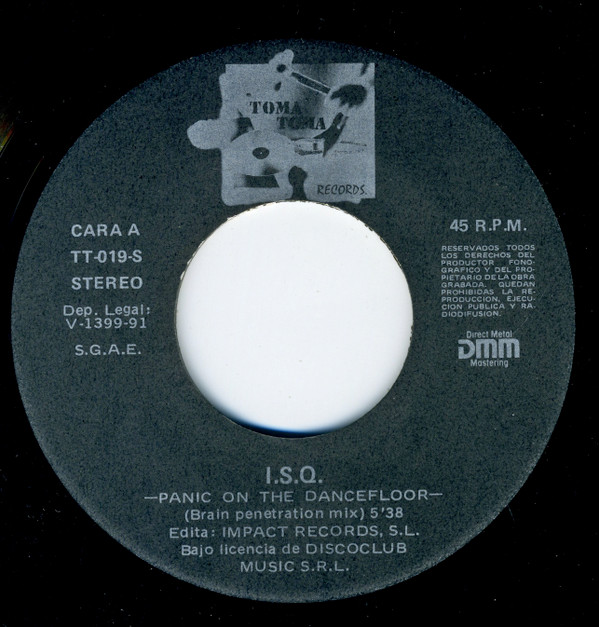 TOMA
TOMA
RECORDS.
CARA A
TT-019-S
STEREO
Dep. Legal:
V-1399-91
S.G.A.E.
45 R.P.M.
RESERVADOS TODOS
LOS DERECHOS DEL
PRODUCTOR FONO-
GRAFICO Y DEL PRO-
PIETARIO DE LA OBRA
GRABADA. QUEDAN
PROHIBIDAS LA RE-
PRODUCCION, EJECU-
CION PUBLICA Y RA-
DIODIFUSION.
Direct Metal
DMM
Mastering
I.S.Q.
—PANIC ON THE DANCEFLOOR—
(Brain penetration mix) 5'38
Edita: IMPACT RECORDS, S.L.
Bajo licencia de DISCOCLUB
MUSIC S.R.L.